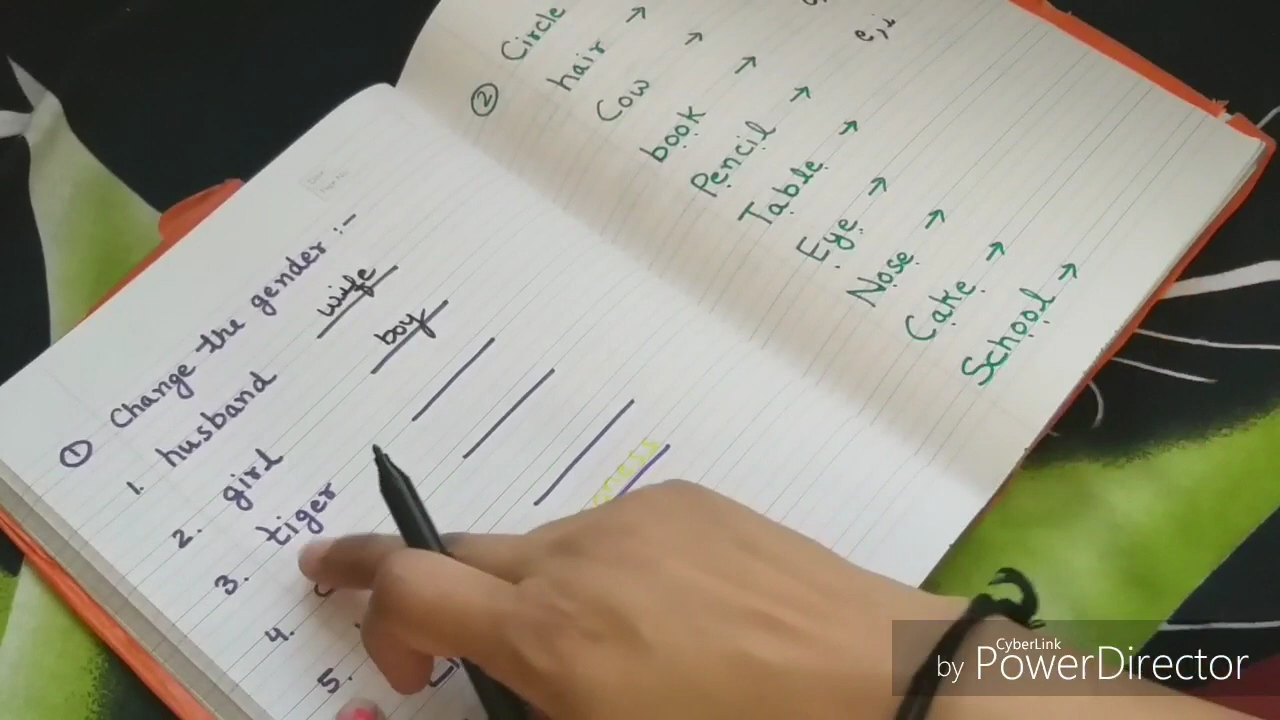 ① Change the gender :-
1. husband wife
2. girl boy
3. tiger
4.
5.
② Circle
hair →
Cow →
book →
Pencil →
Table →
Eye →
Nose →
Cake →
School →
CyberLink
by PowerDirector